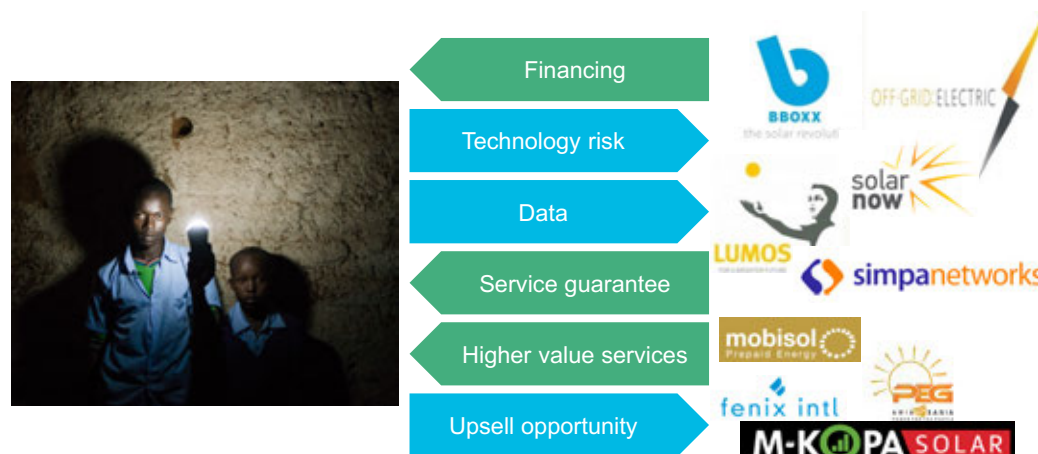 Financing
Technology risk
Data
Service guarantee
Higher value services
Upsell opportunity
BBOXX
the solar revoluti
OFF-GRID:ELECTRIC
solar
now
LUMOS
simpanetworks
mobisol
Prepaid Energy
fenix intl
PEG
M-KOPA SOLAR